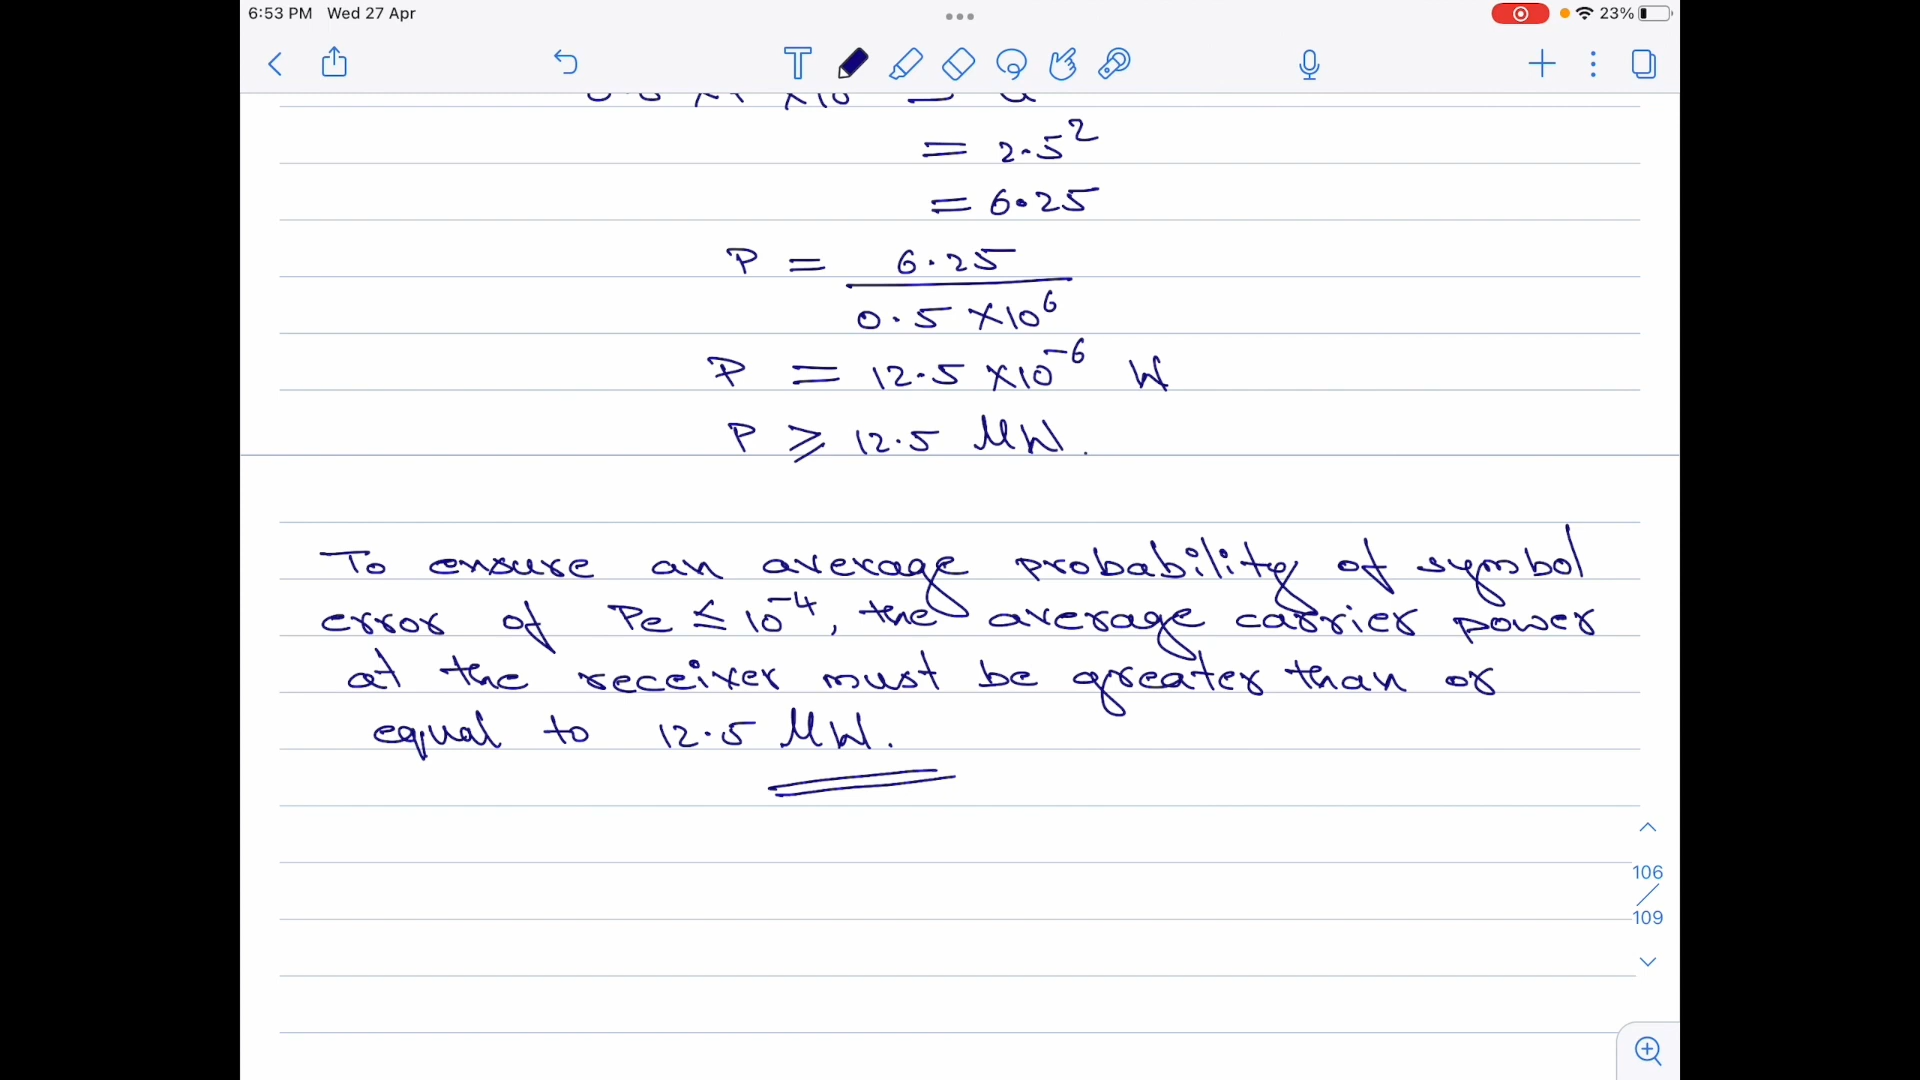 6:53 PM Wed 27 Apr
23%
= 2.5²
= 6.25
P = 6.25
0.5 ×10⁶
P = 12.5 ×10⁻⁶ W
P ≥ 12.5 μW.
To ensure an average probability of symbol
error of Pe ≤ 10⁻⁴, the average carrier power
at the receiver must be greater than or
equal to 12.5 μW.
106
109